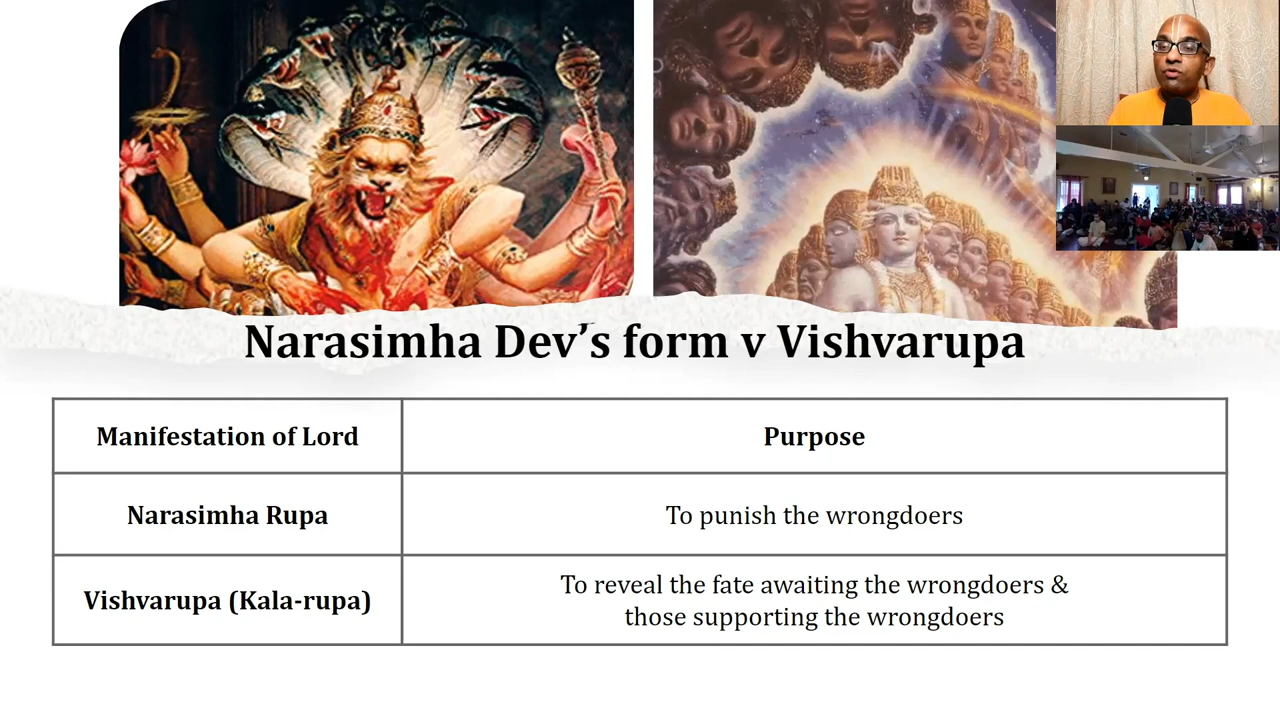 Narasimha Dev’s form v Vishvarupa
Manifestation of Lord
Purpose
Narasimha Rupa
To punish the wrongdoers
Vishvarupa (Kala-rupa)
To reveal the fate awaiting the wrongdoers &
those supporting the wrongdoers